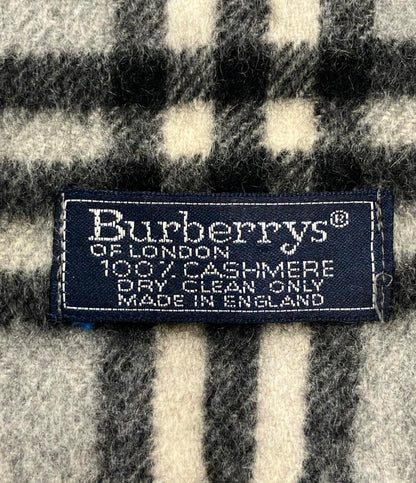 Burberrys®
OF LONDON
100% CASHMERE
DRY CLEAN ONLY
MADE IN ENGLAND